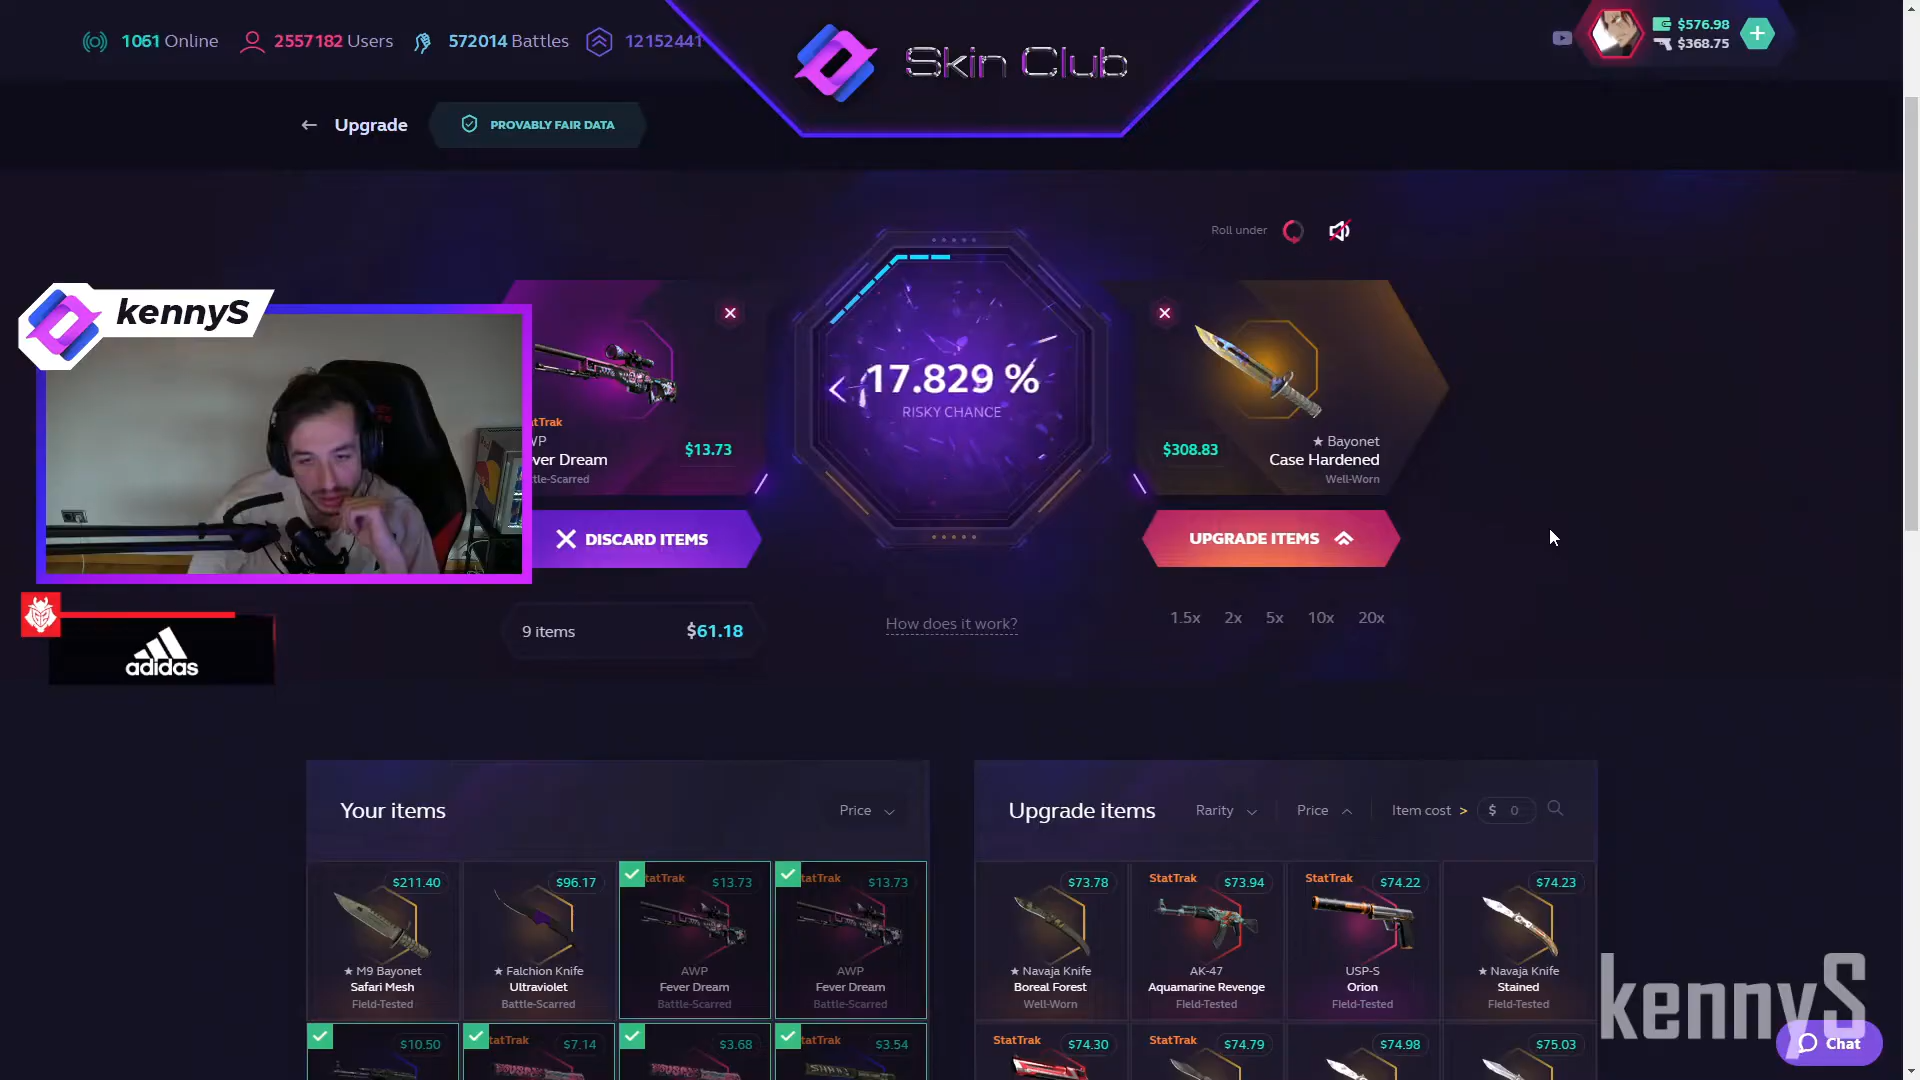 1061 Online
2557182 Users
572014 Battles
12152441
Skin Club
$576.98
$368.75
Upgrade
PROVABLY FAIR DATA
Roll under
kennyS
17.829 %
RISKY CHANCE
$13.73
Dream
$308.83
★ Bayonet
Case Hardened
Well-Worn
DISCARD ITEMS
UPGRADE ITEMS
9 items
$61.18
How does it work?
1.5x 2x 5x 10x 20x
adidas
Your items
Price
Upgrade items
Rarity
Price
Item cost >
$ 0
$211.40
★ M9 Bayonet
Safari Mesh
Field-Tested
$96.17
★ Falchion Knife
Ultraviolet
Battle-Scarred
$13.73
AWP
Fever Dream
Battle-Scarred
$13.73
AWP
Fever Dream
Battle-Scarred
$73.78
★ Navaja Knife
Boreal Forest
Well-Worn
StatTrak
$73.94
AK-47
Aquamarine Revenge
Field-Tested
StatTrak
$74.22
USP-S
Orion
Field-Tested
$74.23
★ Navaja Knife
Stained
Field-Tested
$10.50
$7.14
$3.68
$3.54
StatTrak
$74.30
StatTrak
$74.79
$74.98
$75.03
kennyS
Chat